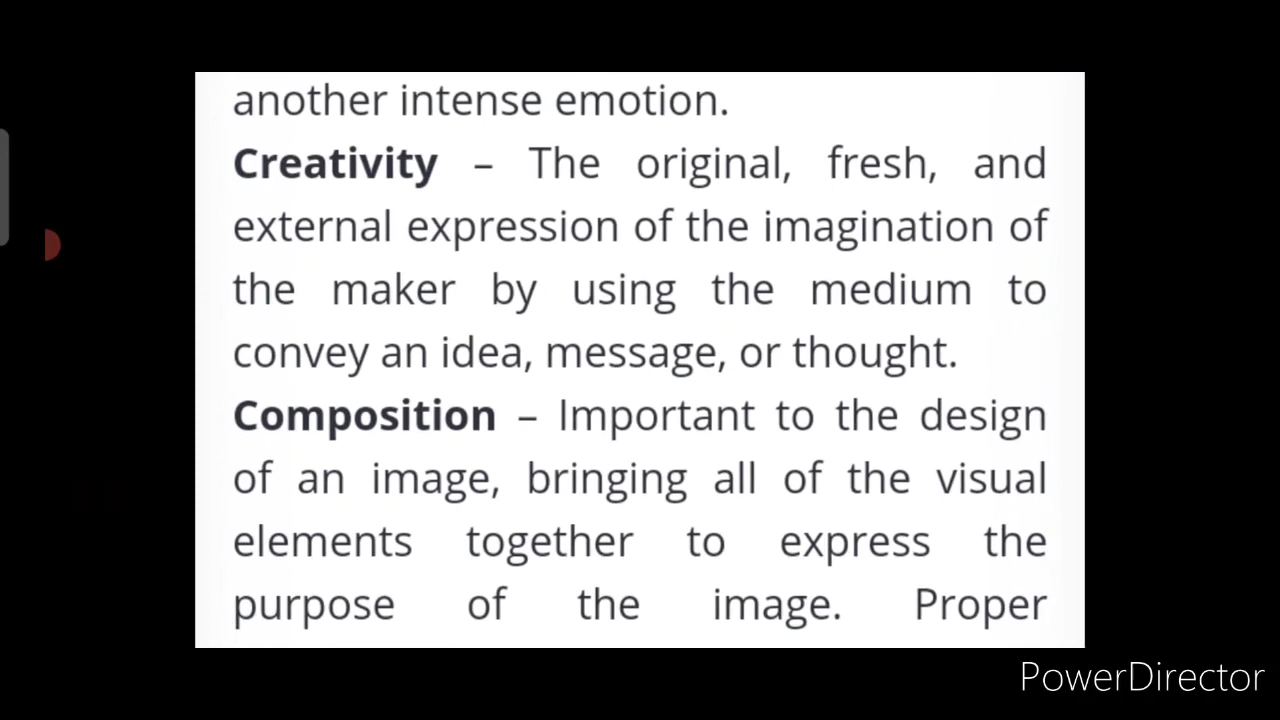 another intense emotion.
Creativity – The original, fresh, and
external expression of the imagination of
the maker by using the medium to
convey an idea, message, or thought.
Composition – Important to the design
of an image, bringing all of the visual
elements together to express the
purpose of the image. Proper
PowerDirector